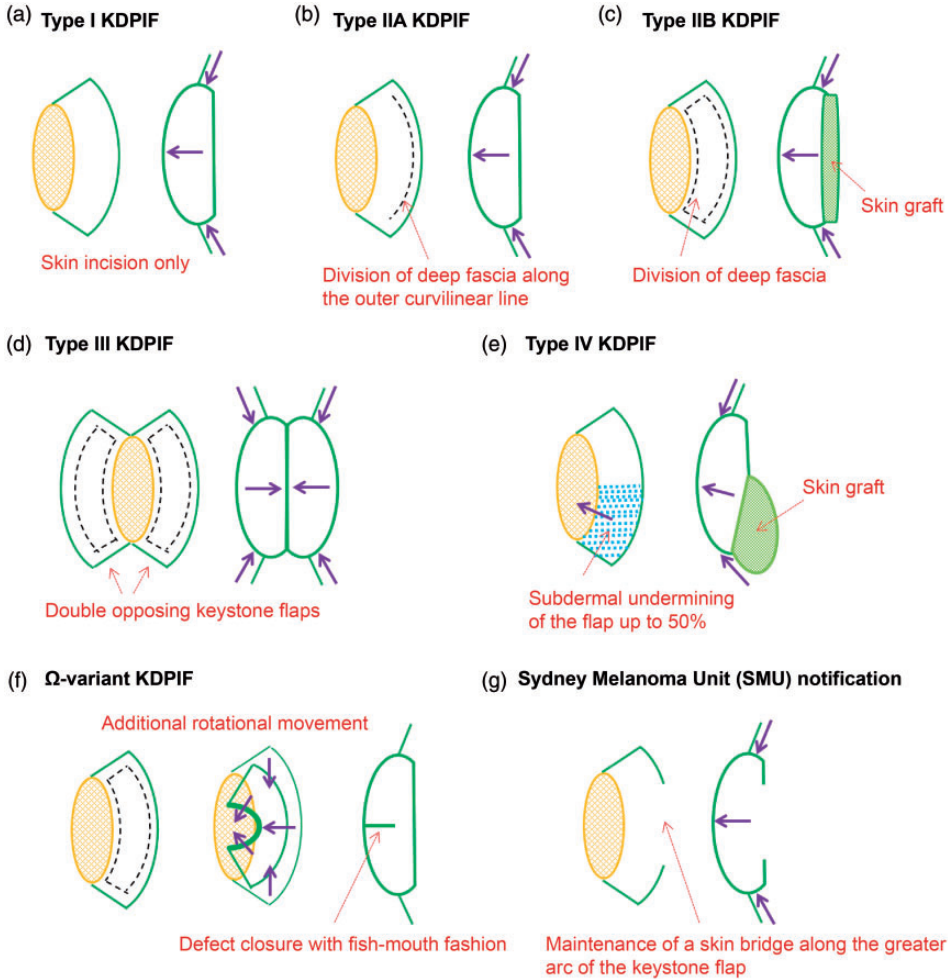 (a) Type I KDPIF
(b) Type IIA KDPIF
(c) Type IIB KDPIF
Skin graft
Skin incision only
Division of deep fascia along
the outer curvilinear line
Division of deep fascia
(d) Type III KDPIF
(e) Type IV KDPIF
Skin graft
Double opposing keystone flaps
Subdermal undermining
of the flap up to 50%
(f) Ω-variant KDPIF
(g) Sydney Melanoma Unit (SMU) notification
Additional rotational movement
Defect closure with fish-mouth fashion
Maintenance of a skin bridge along the greater
arc of the keystone flap